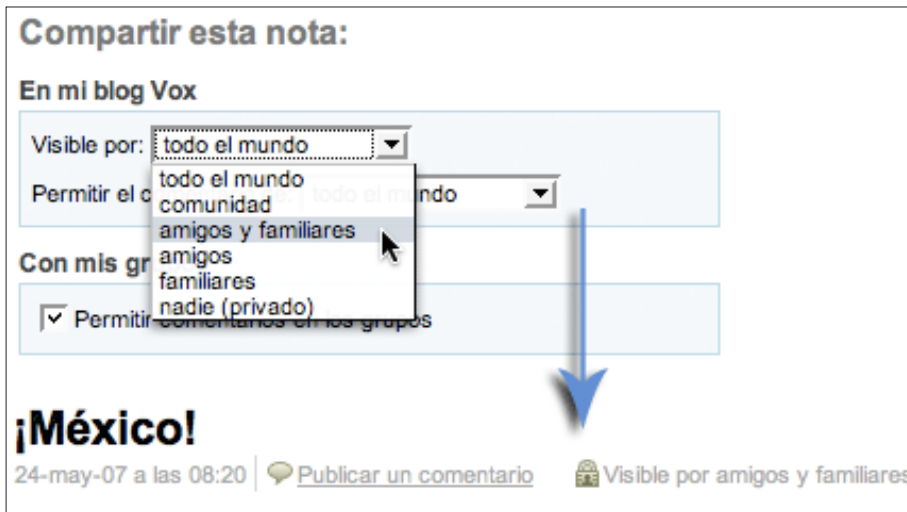 Compartir esta nota:
En mi blog Vox
Visible por: todo el mundo
todo el mundo
comunidad
amigos y familiares
amigos
familiares
nadie (privado)
Permitir el todo el mundo
Con mis gr
Permitir comentarios en los grupos
¡México!
24-may-07 a las 08:20 Publicar un comentario Visible por amigos y familiares